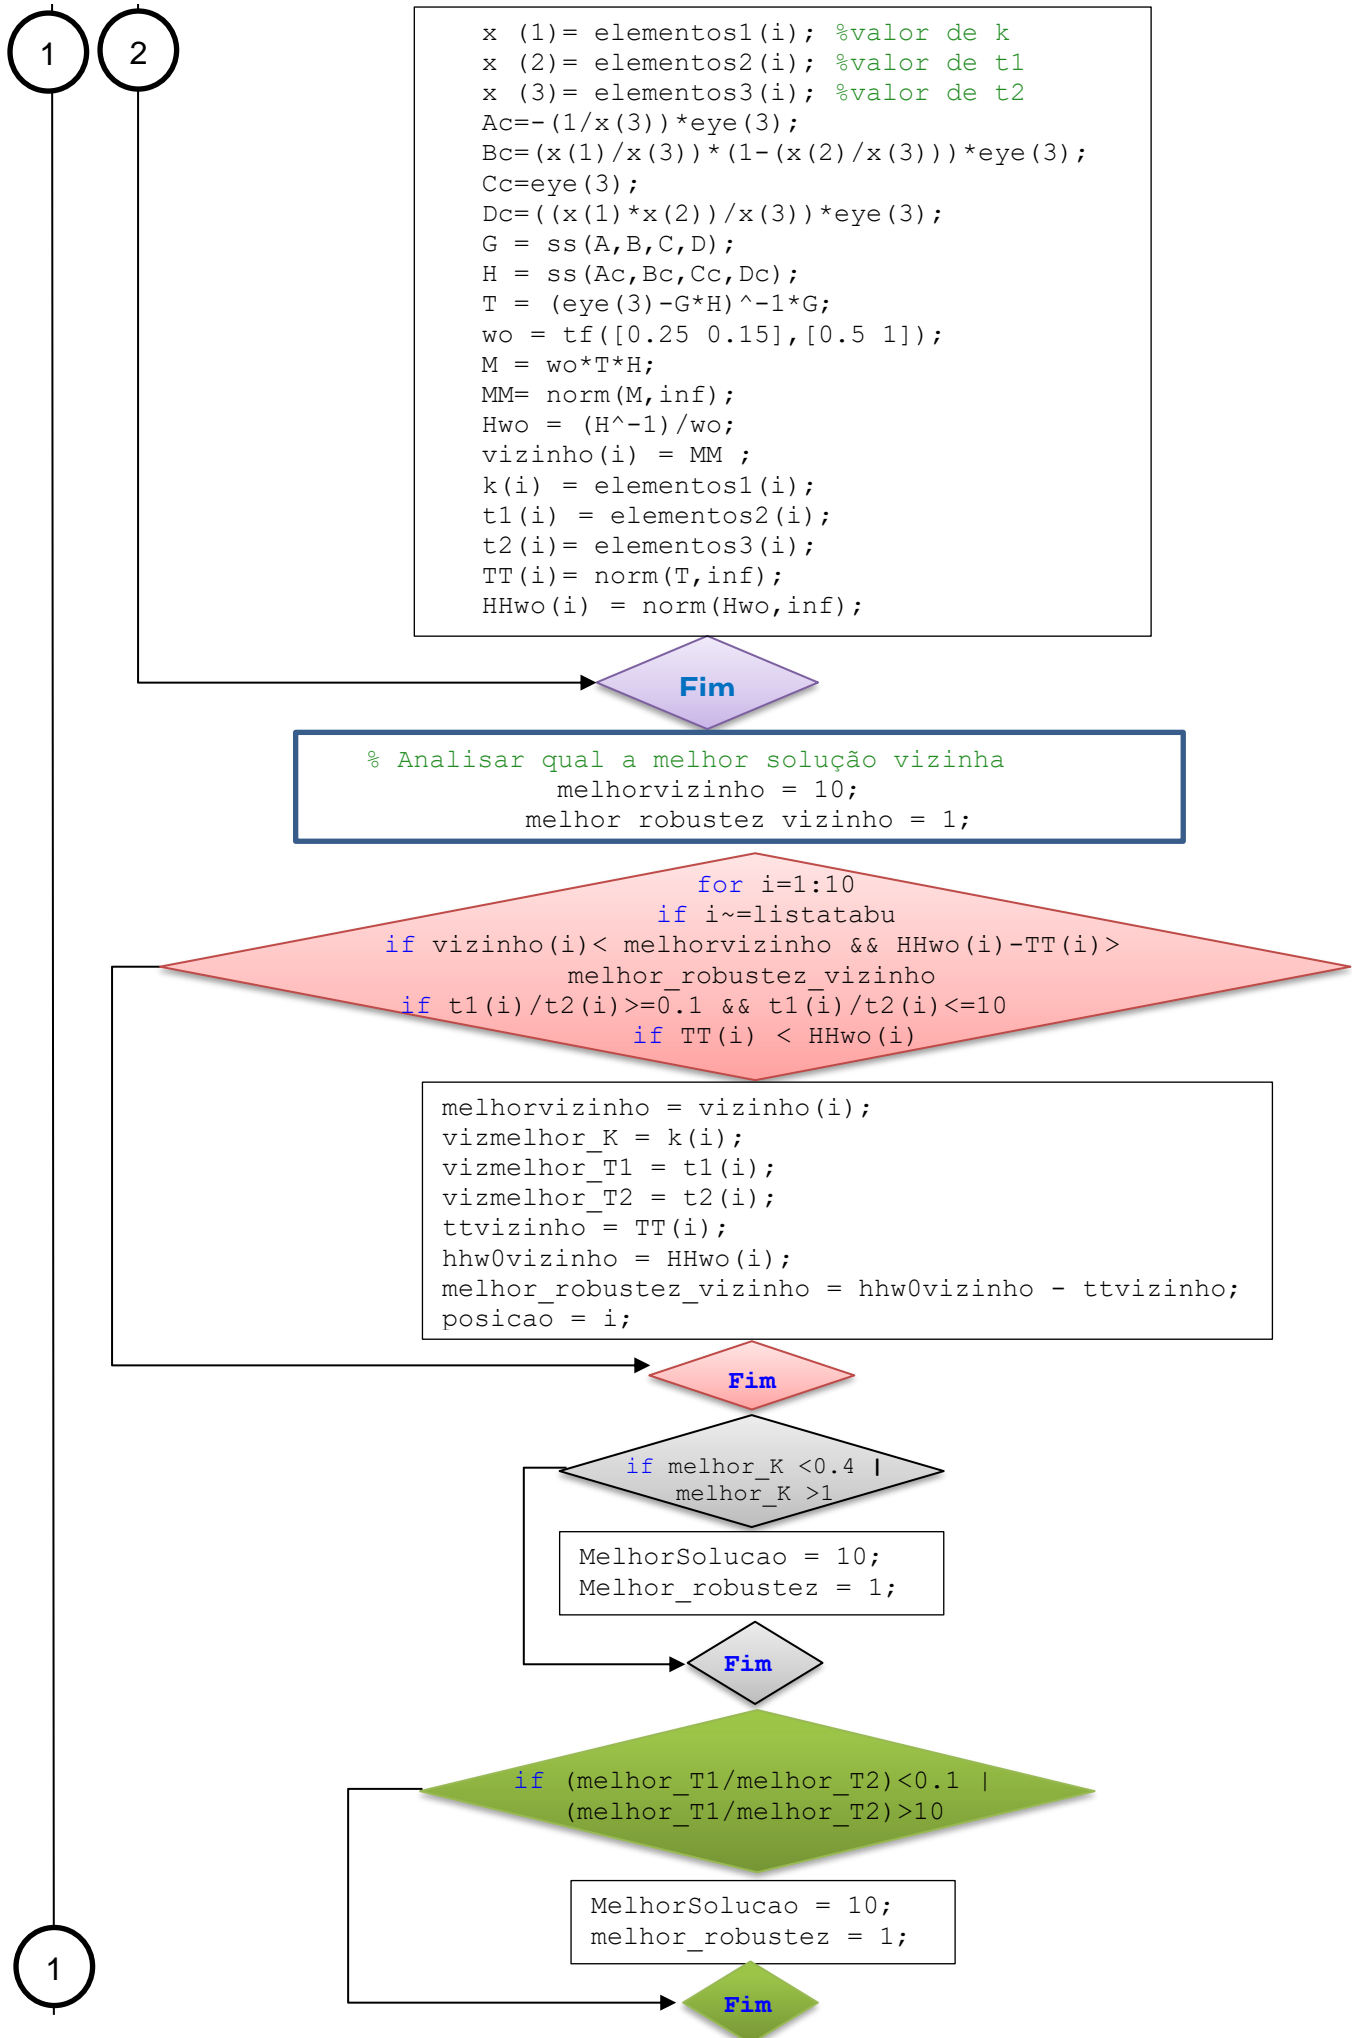 1
2
x (1)= elementos1(i); %valor de k
x (2)= elementos2(i); %valor de t1
x (3)= elementos3(i); %valor de t2
Ac=-(1/x(3))*eye(3);
Bc=(x(1)/x(3))*(1-(x(2)/x(3)))*eye(3);
Cc=eye(3);
Dc=((x(1)*x(2))/x(3))*eye(3);
G = ss(A,B,C,D);
H = ss(Ac,Bc,Cc,Dc);
T = (eye(3)-G*H)^-1*G;
wo = tf([0.25 0.15],[0.5 1]);
M = wo*T*H;
MM= norm(M,inf);
Hwo = (H^-1)/wo;
vizinho(i) = MM ;
k(i) = elementos1(i);
t1(i) = elementos2(i);
t2(i)= elementos3(i);
TT(i)= norm(T,inf);
HHwo(i) = norm(Hwo,inf);
Fim
% Analisar qual a melhor solução vizinha
melhorvizinho = 10;
melhor robustez vizinho = 1;
for i=1:10
if i~=listatabu
if vizinho(i)< melhorvizinho && HHwo(i)-TT(i)>
melhor_robustez_vizinho
if t1(i)/t2(i)>=0.1 && t1(i)/t2(i)<=10
if TT(i) < HHwo(i)
melhorvizinho = vizinho(i);
vizmelhor_K = k(i);
vizmelhor_T1 = t1(i);
vizmelhor_T2 = t2(i);
ttvizinho = TT(i);
hhw0vizinho = HHwo(i);
melhor_robustez_vizinho = hhw0vizinho - ttvizinho;
posicao = i;
Fim
if melhor_K <0.4 |
melhor_K >1
MelhorSolucao = 10;
Melhor_robustez = 1;
Fim
if (melhor_T1/melhor_T2)<0.1 |
(melhor_T1/melhor_T2)>10
MelhorSolucao = 10;
melhor_robustez = 1;
1
Fim